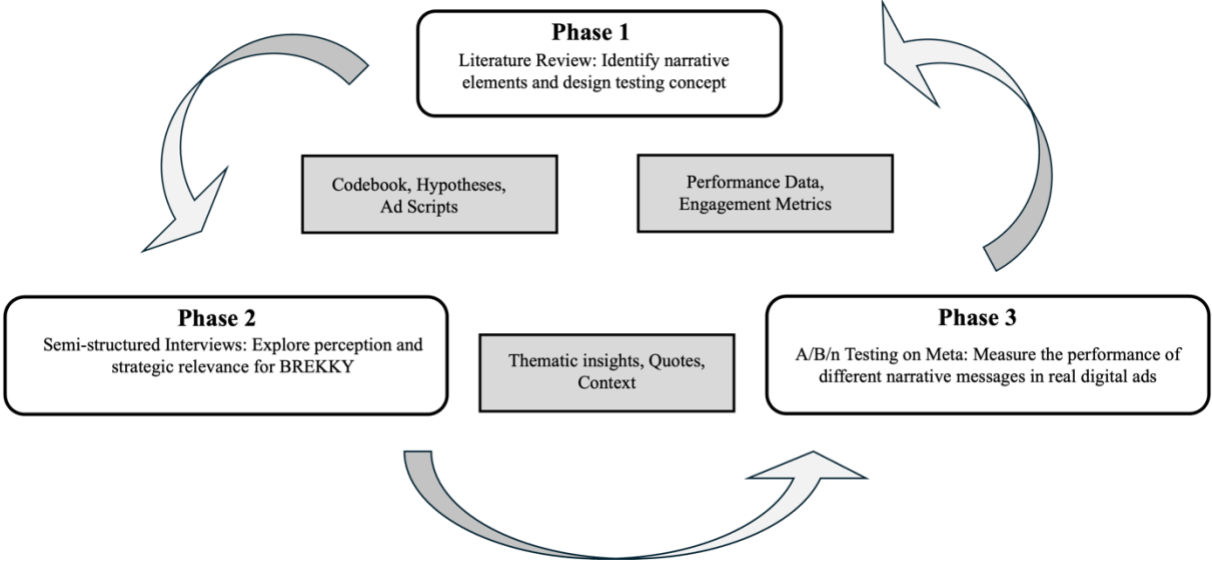 Phase 1
Literature Review: Identify narrative
elements and design testing concept
Codebook, Hypotheses,
Ad Scripts
Performance Data,
Engagement Metrics
Phase 2
Semi-structured Interviews: Explore perception and
strategic relevance for BREKKY
Thematic insights, Quotes,
Context
Phase 3
A/B/n Testing on Meta: Measure the performance of
different narrative messages in real digital ads